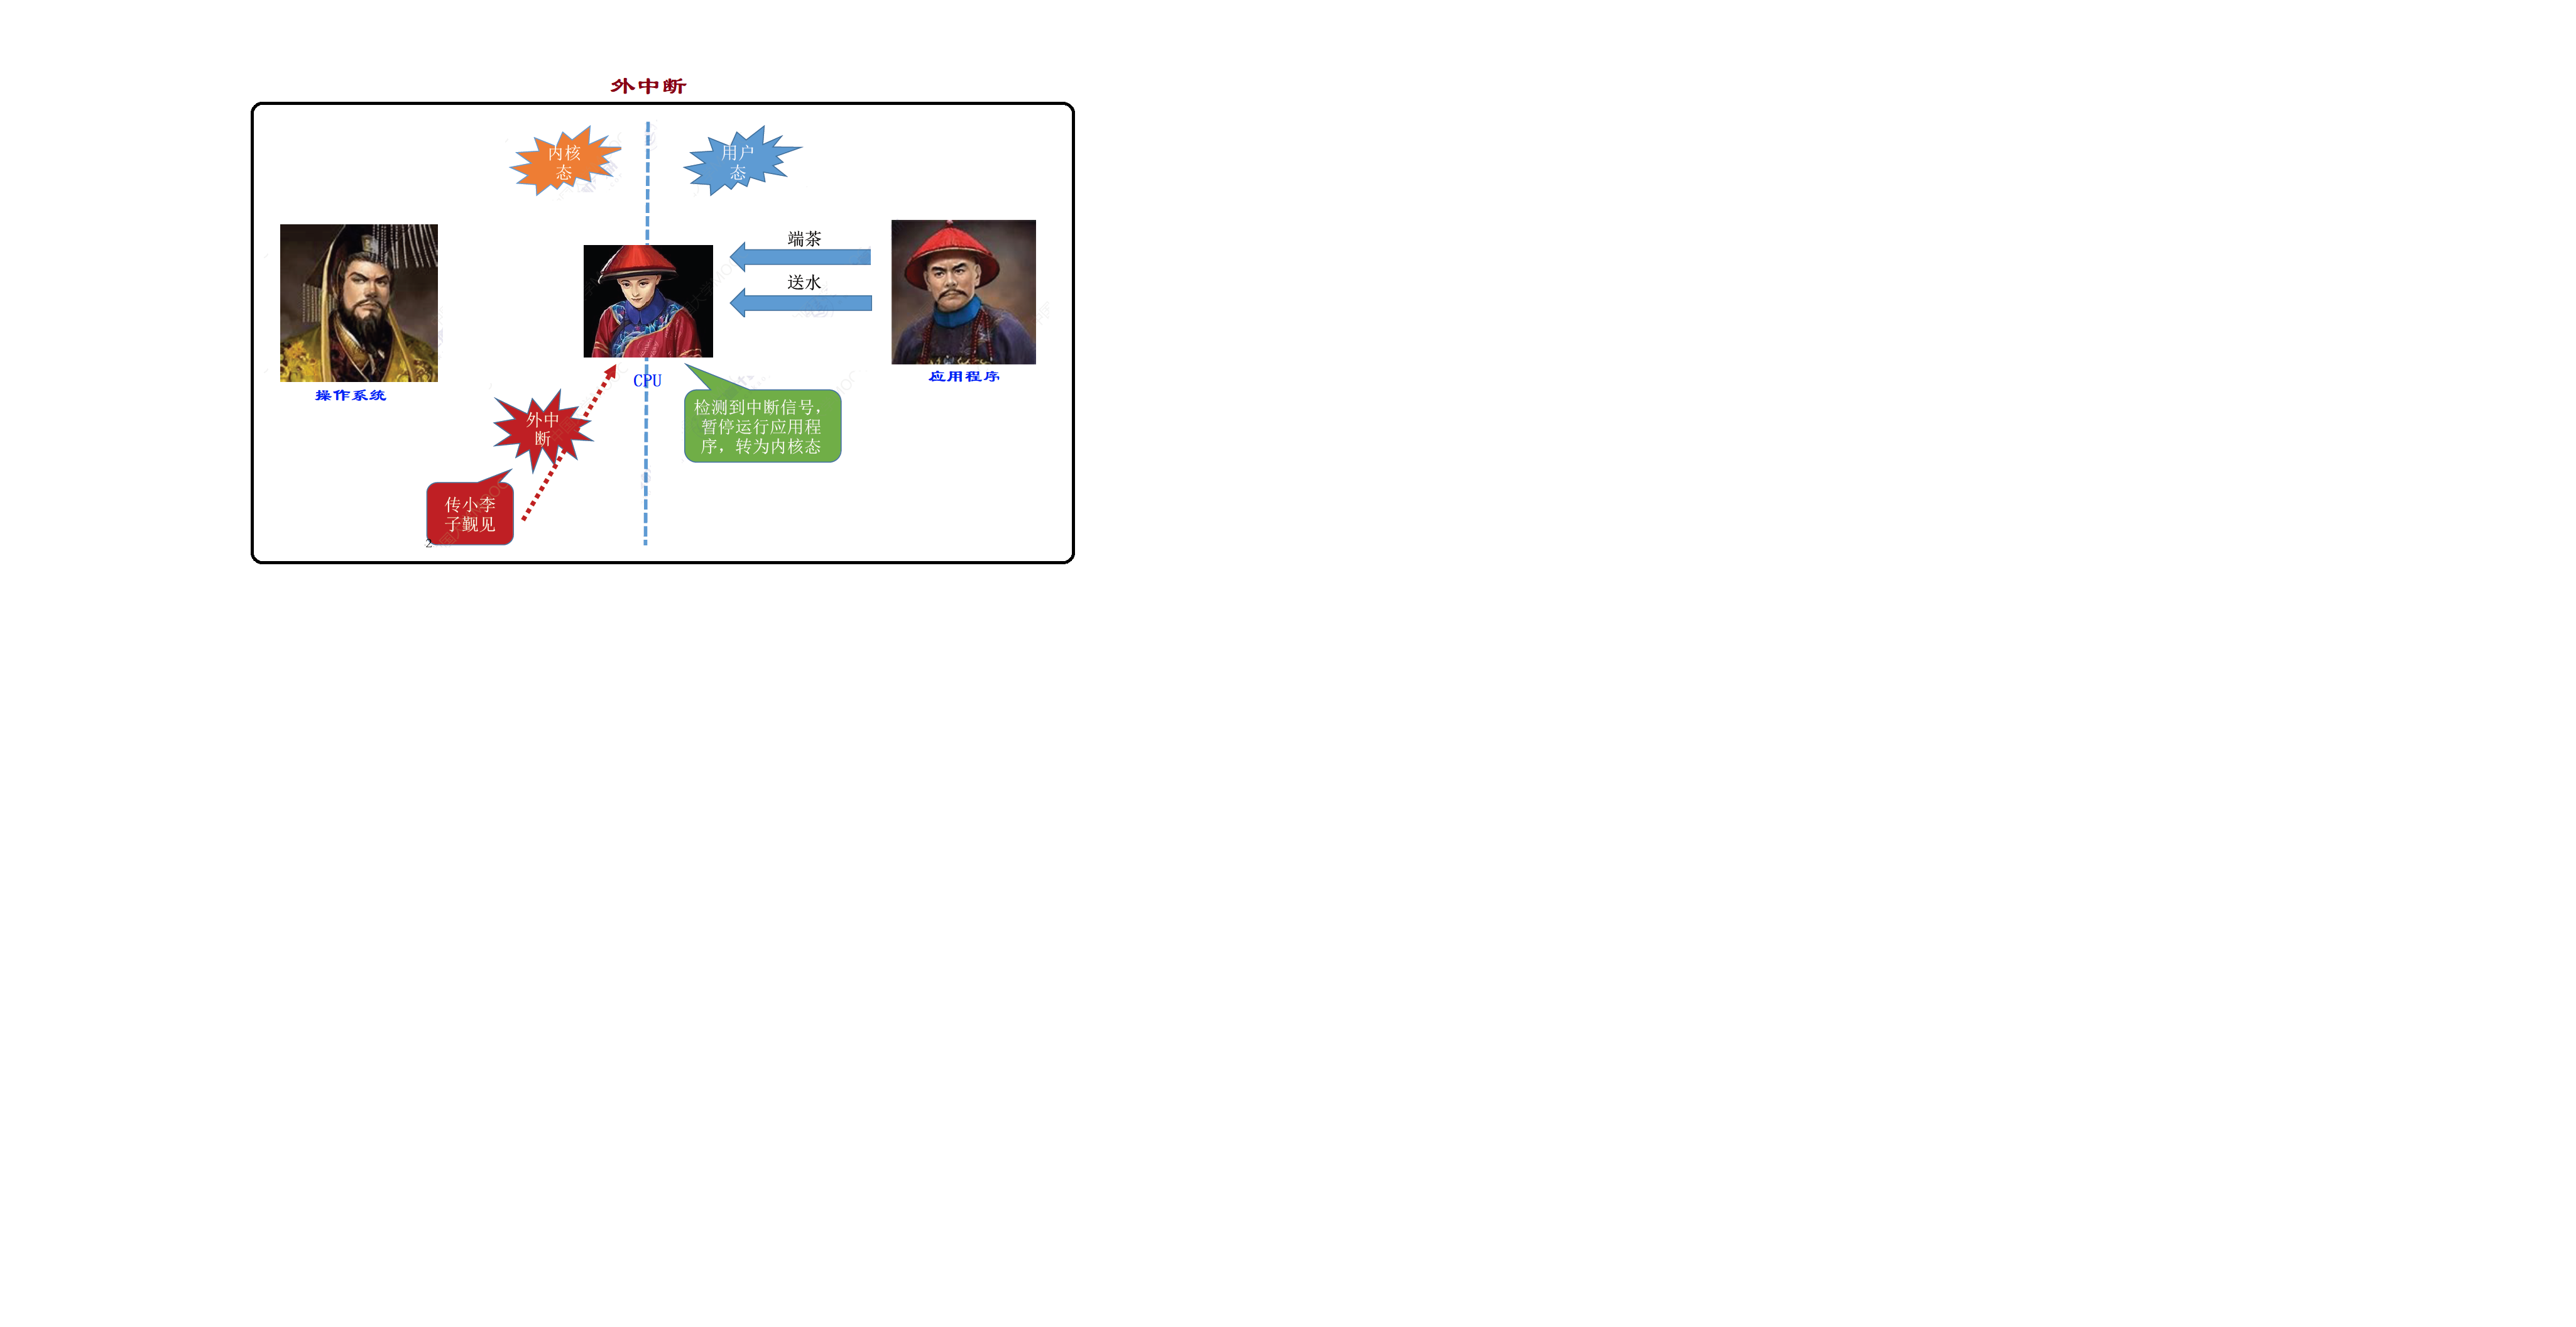 外中断
内核
态
用户
态
端茶
送水
操作系统
CPU
应用程序
外中
断
检测到中断信号，
暂停运行应用程
序，转为内核态
传小李
子觐见
2